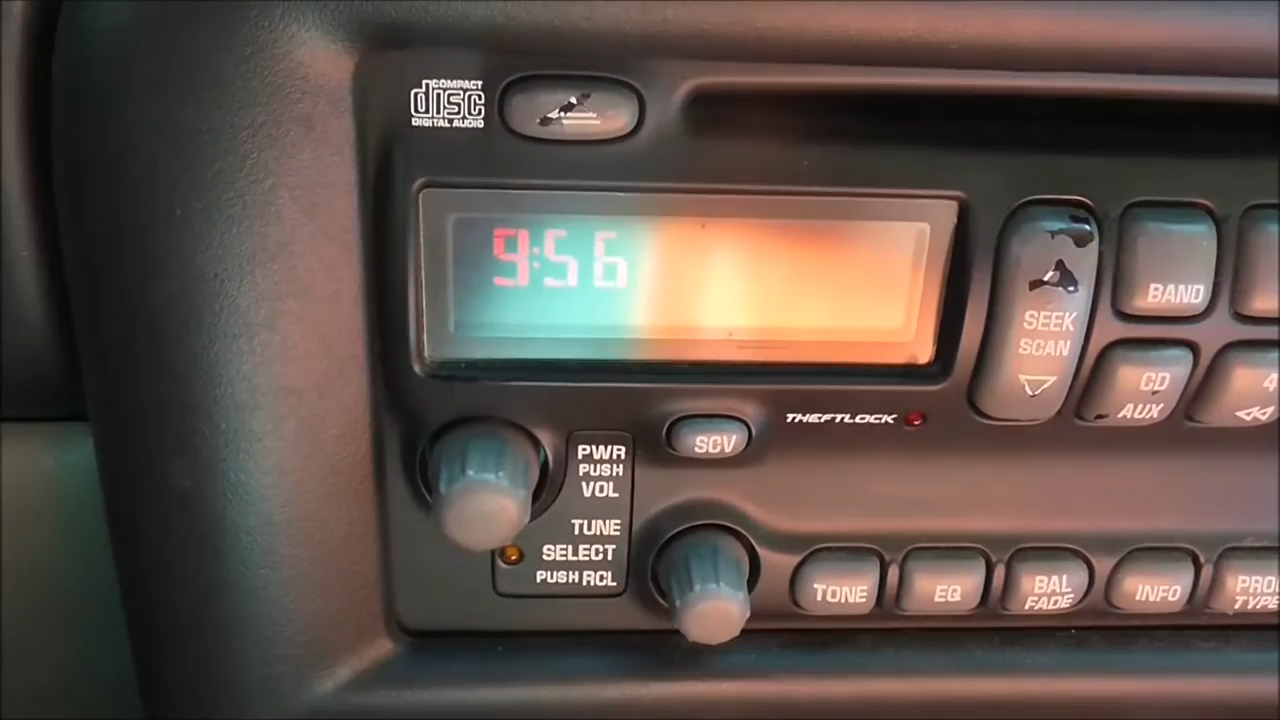 COMPACT
disc
DIGITAL AUDIO
9:56
SEEK
SCAN
BAND
CD
AUX
4
THEFTLOCK
SCV
PWR
PUSH
VOL
TUNE
SELECT
PUSH RCL
TONE
EQ
BAL
FADE
INFO
TYPE